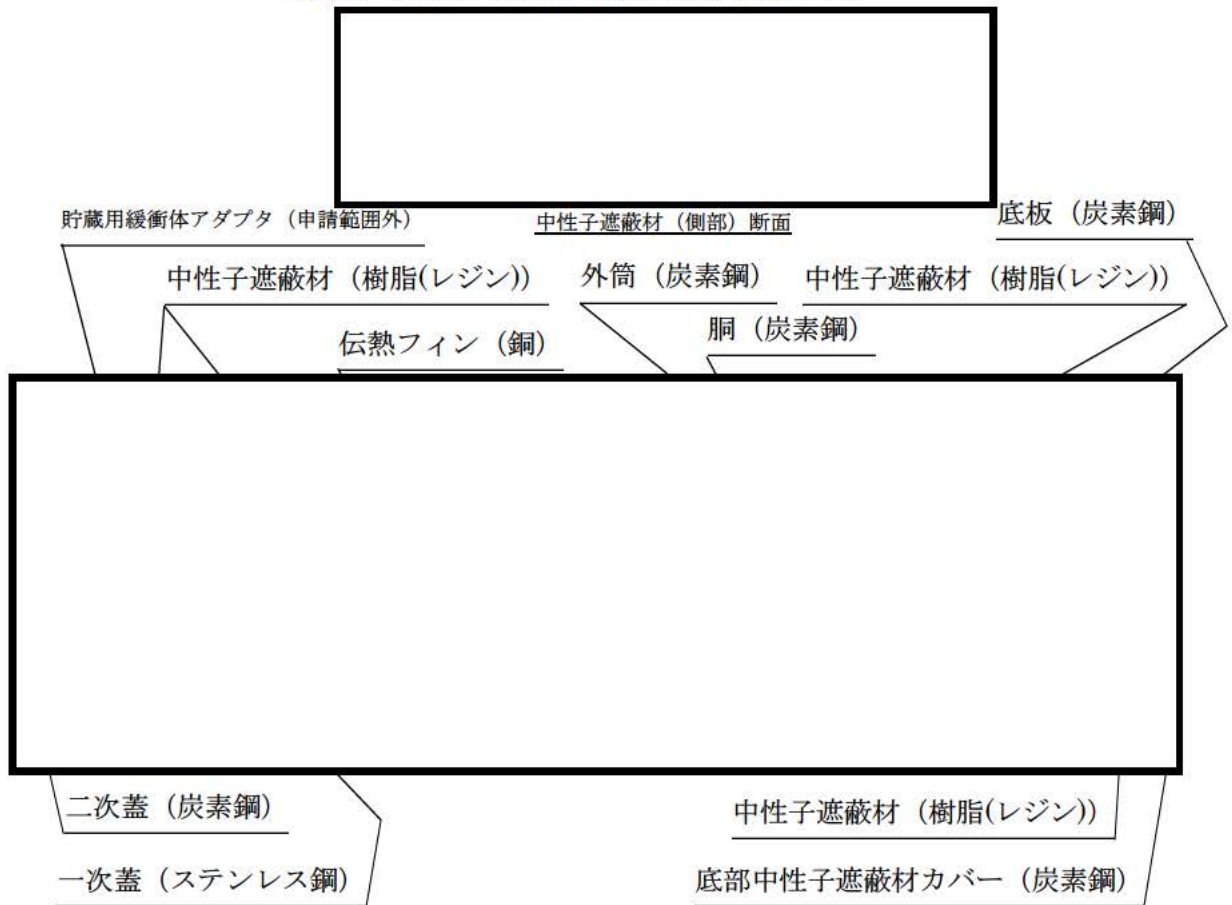 貯蔵用緩衝体アダプタ（申請範囲外）
中性子遮蔽材（側部）断面
底板（炭素鋼）
中性子遮蔽材（樹脂(レジン)）
外筒（炭素鋼）
中性子遮蔽材（樹脂(レジン)）
伝熱フィン（銅）
胴（炭素鋼）
二次蓋（炭素鋼）
中性子遮蔽材（樹脂(レジン)）
一次蓋（ステンレス鋼）
底部中性子遮蔽材カバー（炭素鋼）